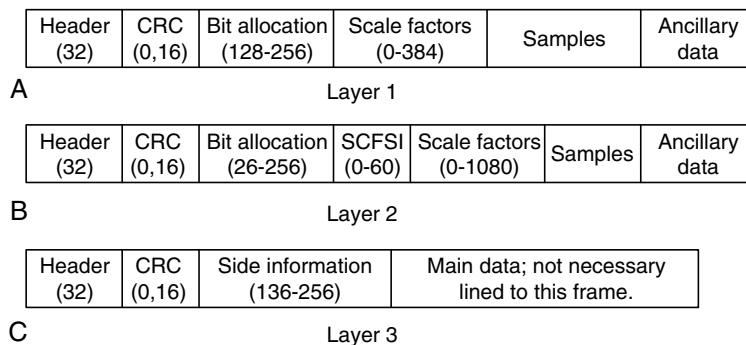 Header CRC Bit allocation Scale factors Samples Ancillary
(32) (0,16) (128-256) (0-384) data
A Layer 1
Header CRC Bit allocation SCFSI Scale factors Samples Ancillary
(32) (0,16) (26-256) (0-60) (0-1080) data
B Layer 2
Header CRC Side information Main data; not necessary
(32) (0,16) (136-256) lined to this frame.
C Layer 3